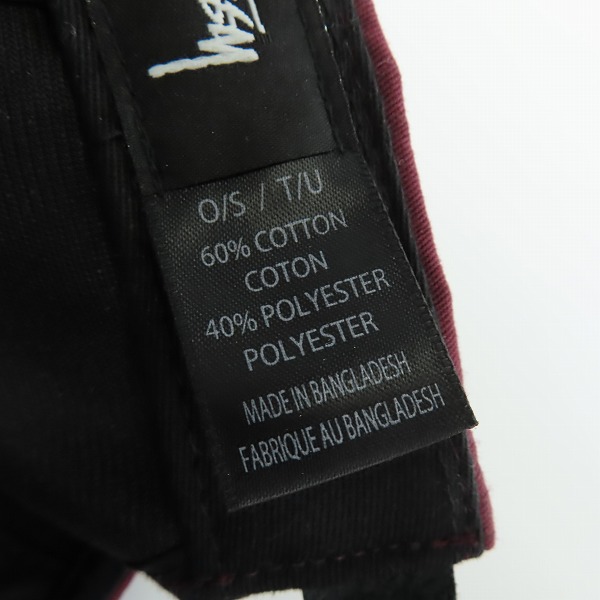 O/S / T/U
60% COTTON
COTON
40% POLYESTER
POLYESTER
MADE IN BANGLADESH
FABRIQUE AU BANGLADESH